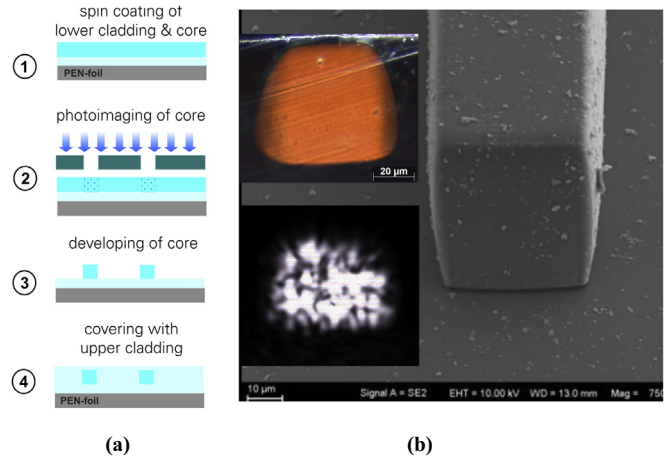 spin coating of
lower cladding & core
1
PEN-foil
photoimaging of core
2
developing of core
3
covering with
upper cladding
4
PEN-foil
(a)
20 µm
10 µm
Signal A = SE2 EHT = 10.00 kV WD = 13.0 mm Mag = 750
(b)